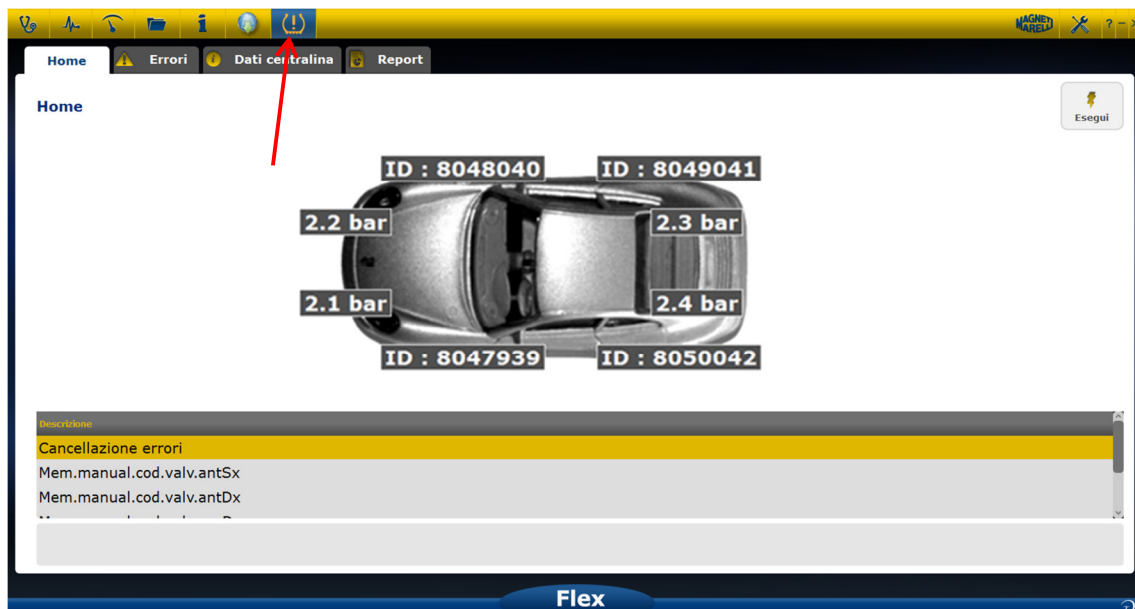 MAGNETI
MARELLI
? –
Home
Errori
Dati centralina
Report
Home
Esegui
ID : 8048040
ID : 8049041
2.2 bar
2.3 bar
2.1 bar
2.4 bar
ID : 8047939
ID : 8050042
Descrizione
Cancellazione errori
Mem.manual.cod.valv.antSx
Mem.manual.cod.valv.antDx
Flex